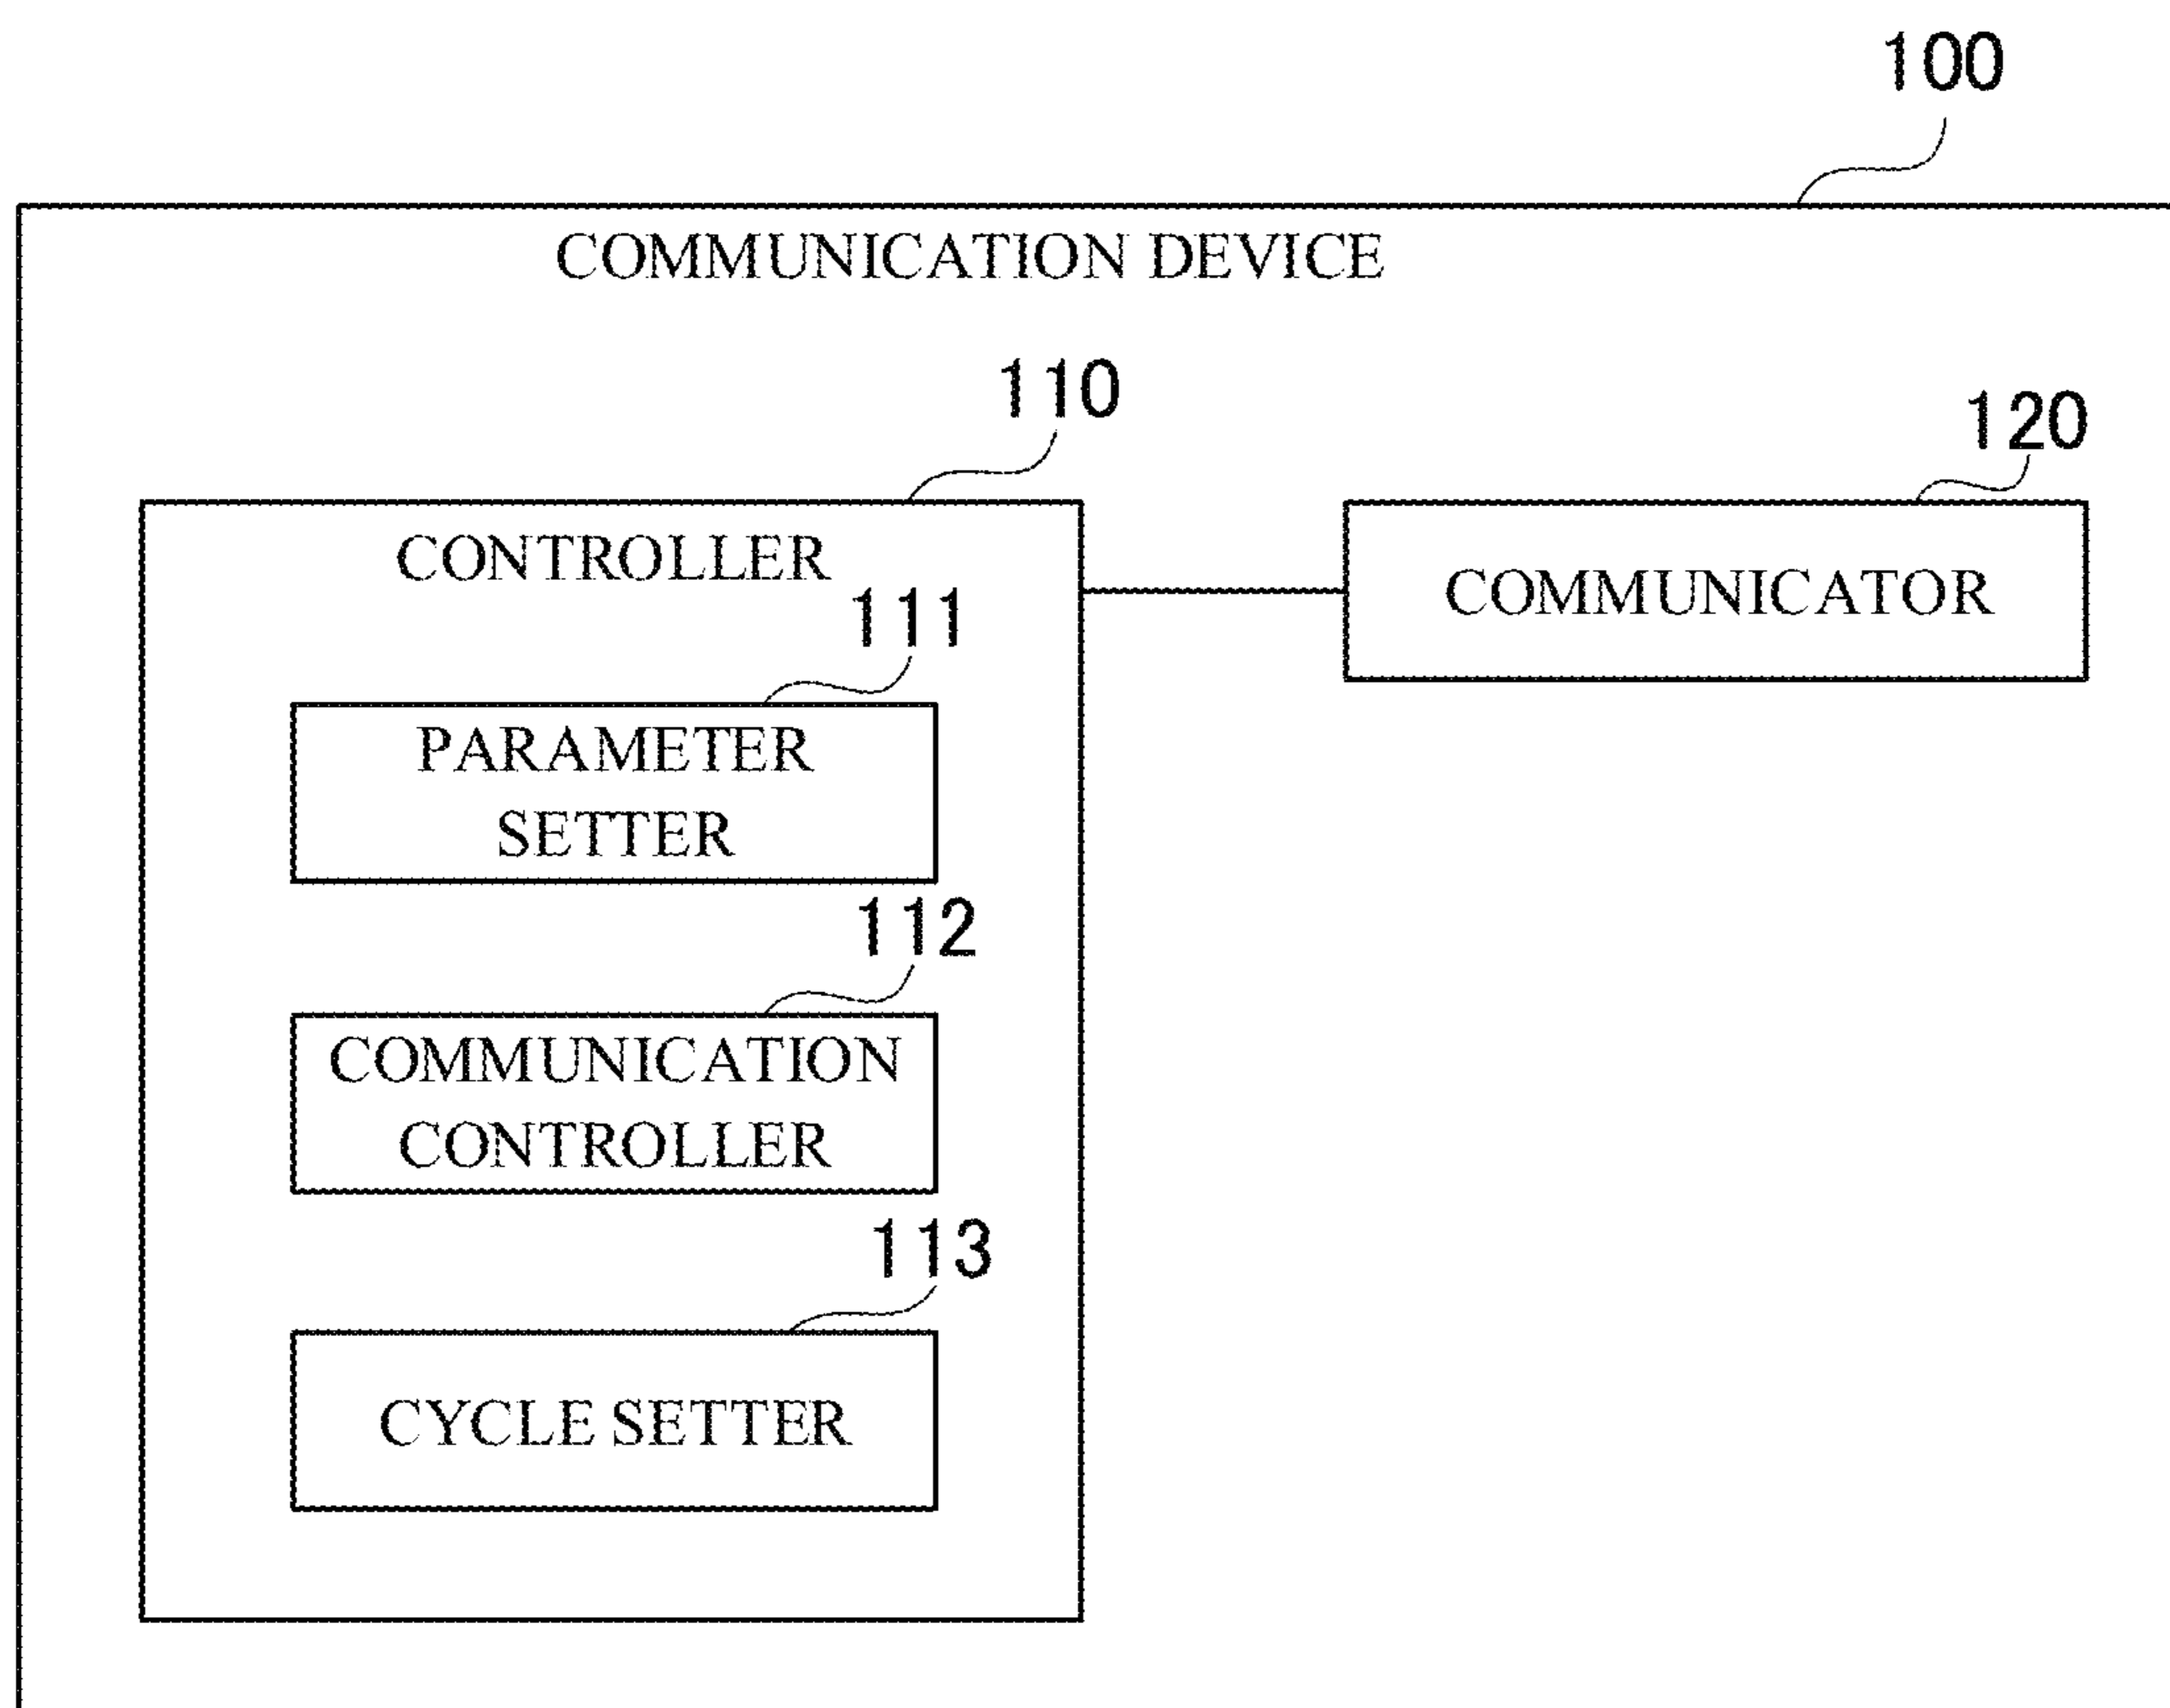 100
COMMUNICATION DEVICE
110
120
CONTROLLER
COMMUNICATOR
111
PARAMETER
SETTER
112
COMMUNICATION
CONTROLLER
113
CYCLE SETTER